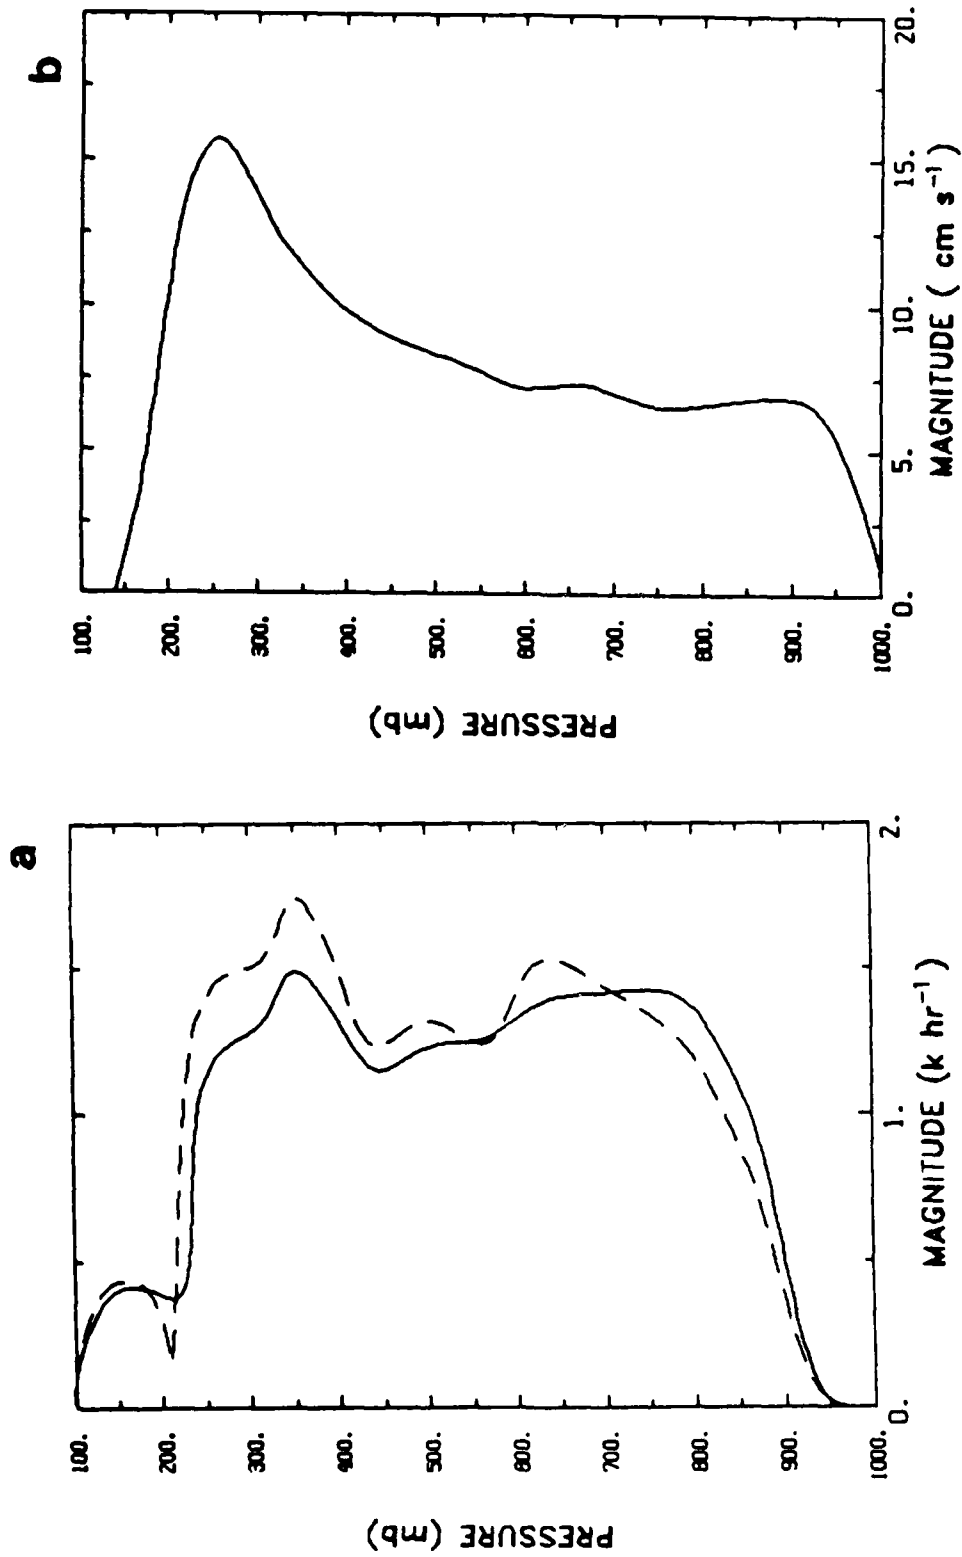 a
100.
200.
300.
400.
500.
600.
700.
800.
900.
1000.
PRESSURE (mb)
0. 1. 2.
MAGNITUDE (k hr⁻¹)
b
100.
200.
300.
400.
500.
600.
700.
800.
900.
1000.
PRESSURE (mb)
0. 5. 10. 15. 20.
MAGNITUDE ( cm s⁻¹)